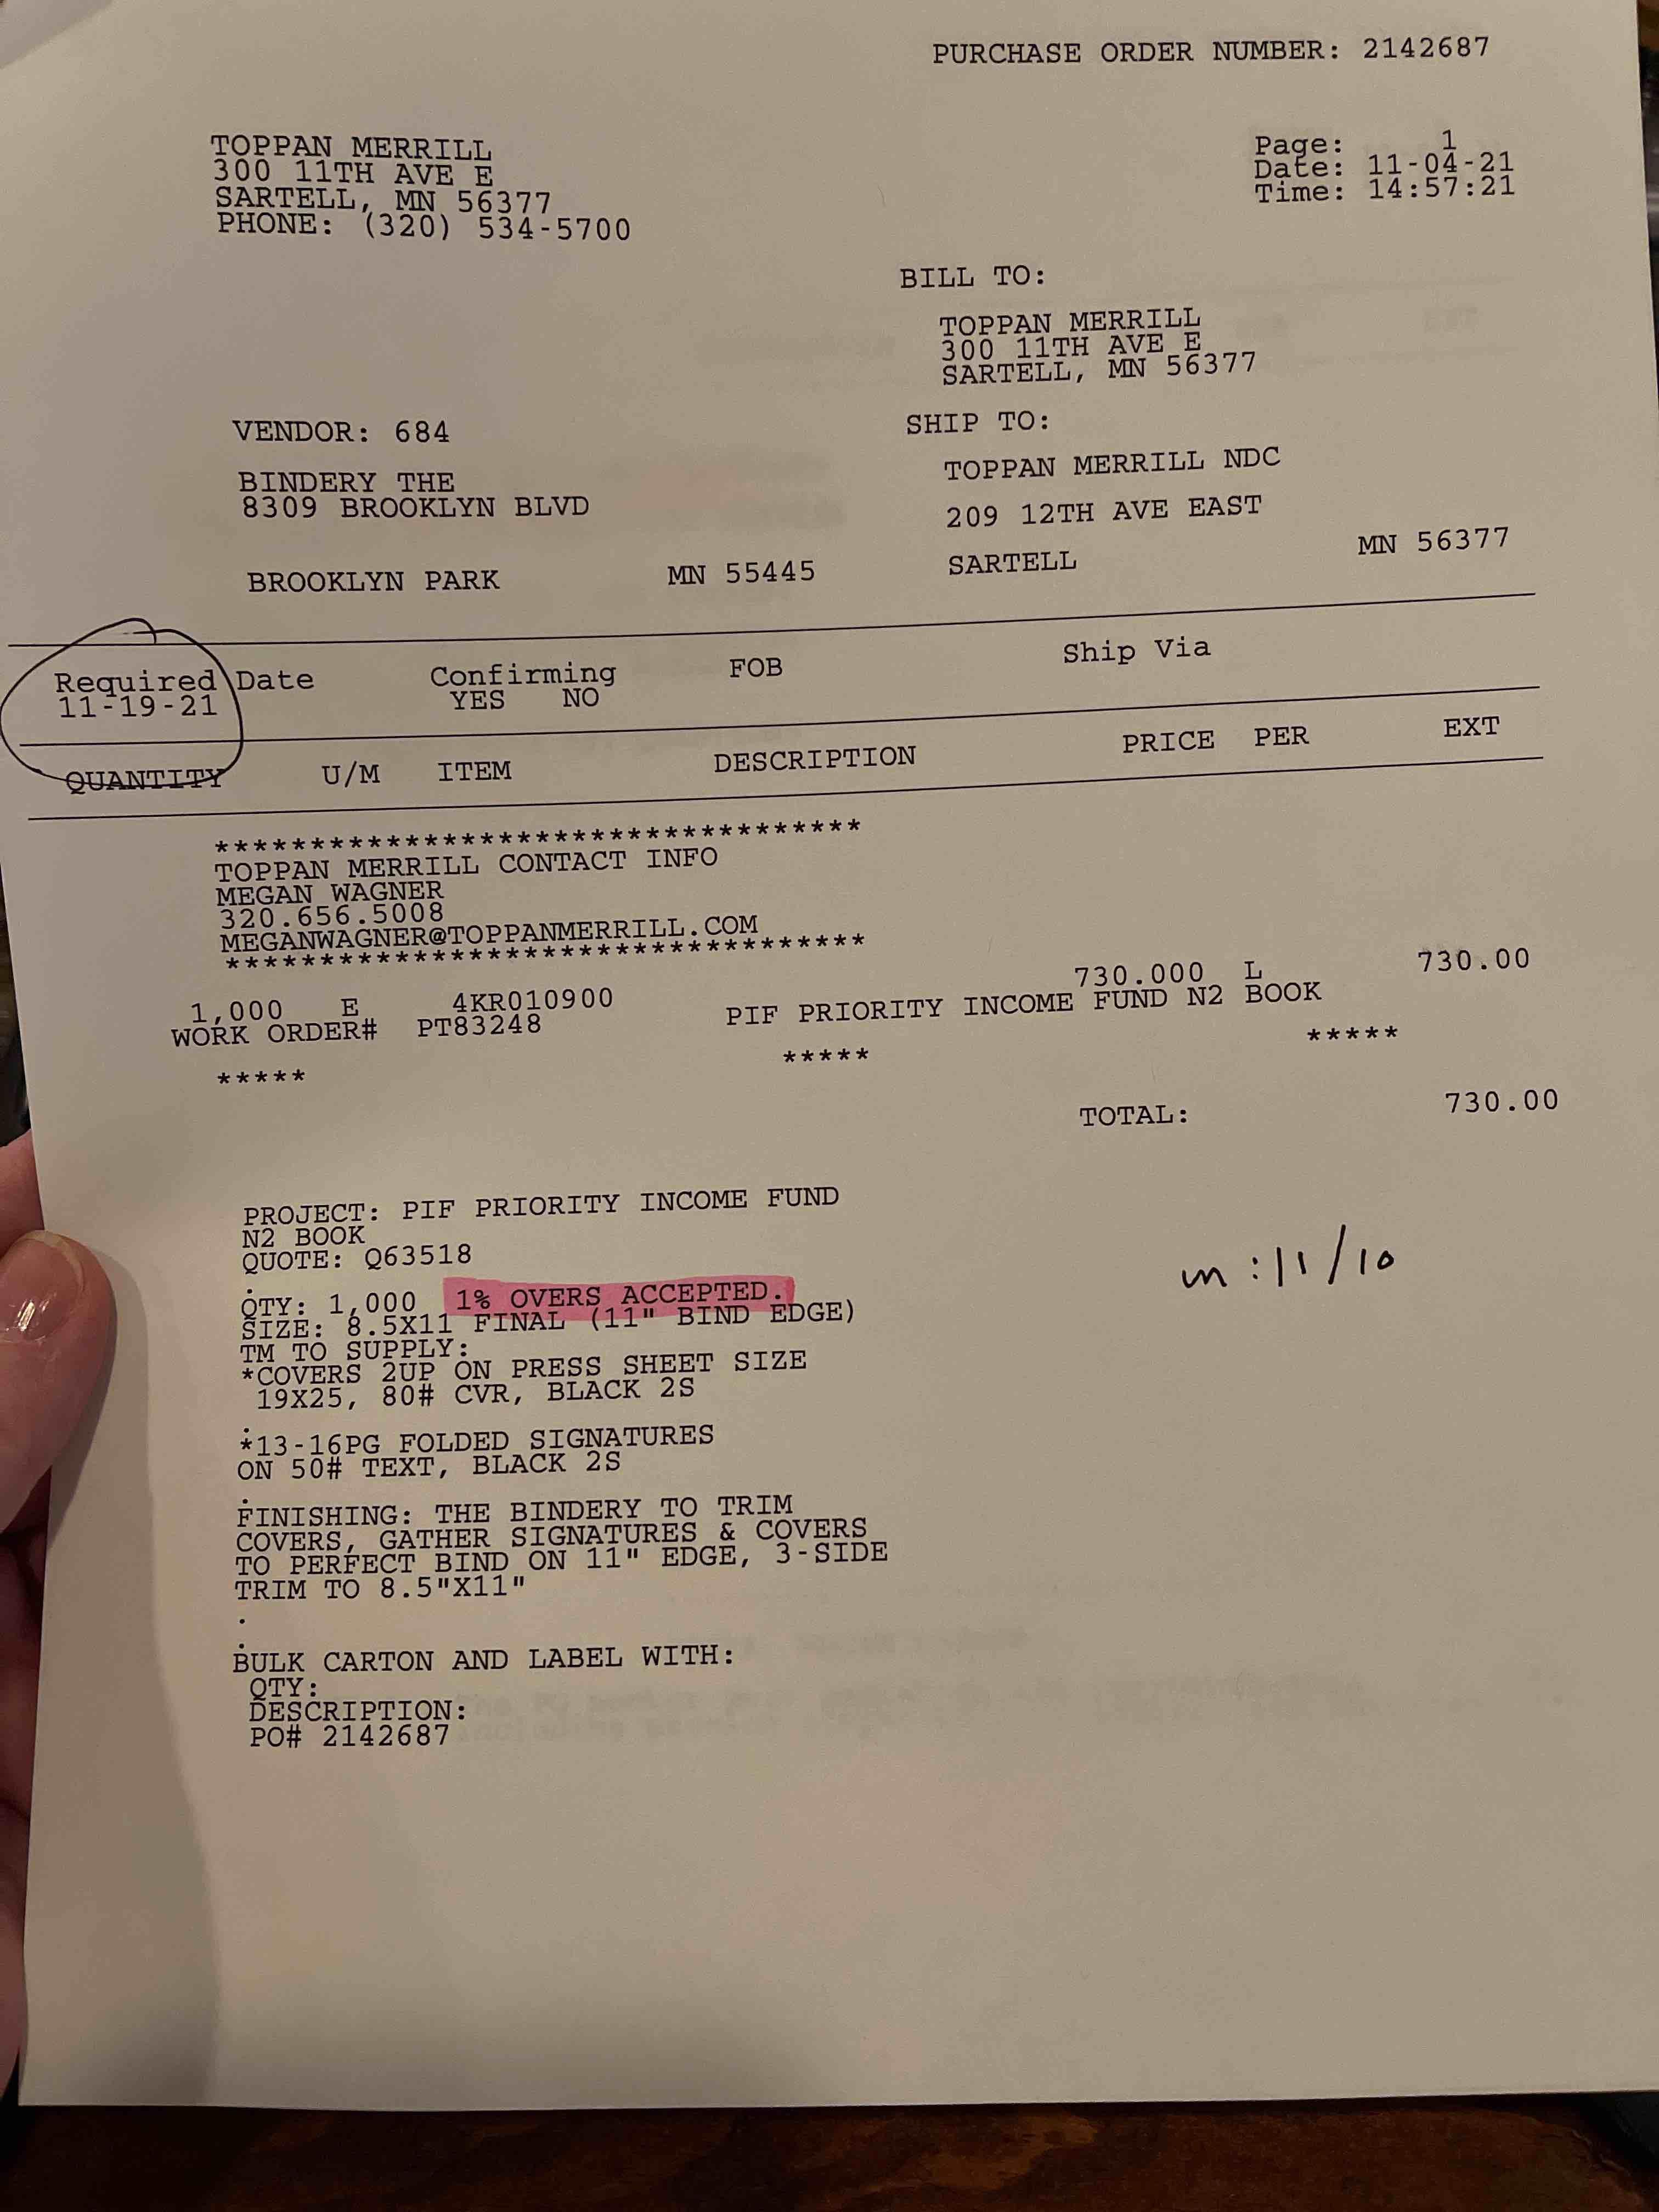 PURCHASE ORDER NUMBER: 2142687
TOPPAN MERRILL
300 11TH AVE E
SARTELL, MN 56377
PHONE: (320) 534-5700
Page: 1
Date: 11-04-21
Time: 14:57:21
BILL TO:
TOPPAN MERRILL
300 11TH AVE E
SARTELL, MN 56377
VENDOR: 684
BINDERY THE
8309 BROOKLYN BLVD
BROOKLYN PARK MN 55445
SHIP TO:
TOPPAN MERRILL NDC
209 12TH AVE EAST
SARTELL MN 56377
Required Date Confirming FOB Ship Via
11-19-21 YES NO
QUANTITY U/M ITEM DESCRIPTION PRICE PER EXT
***********************************
TOPPAN MERRILL CONTACT INFO
MEGAN WAGNER
320.656.5008
MEGANWAGNER@TOPPANMERRILL.COM
***********************************
1,000 E 4KR010900 730.000 L 730.00
WORK ORDER# PT83248 PIF PRIORITY INCOME FUND N2 BOOK
***** ***** *****
TOTAL: 730.00
PROJECT: PIF PRIORITY INCOME FUND
N2 BOOK
QUOTE: Q63518
.
QTY: 1,000 1% OVERS ACCEPTED.
SIZE: 8.5X11 FINAL (11" BIND EDGE)
TM TO SUPPLY:
*COVERS 2UP ON PRESS SHEET SIZE
19X25, 80# CVR, BLACK 2S
.
*13-16PG FOLDED SIGNATURES
ON 50# TEXT, BLACK 2S
.
FINISHING: THE BINDERY TO TRIM
COVERS, GATHER SIGNATURES & COVERS
TO PERFECT BIND ON 11" EDGE, 3-SIDE
TRIM TO 8.5"X11"
.
.
BULK CARTON AND LABEL WITH:
QTY:
DESCRIPTION:
PO# 2142687
m:11/10